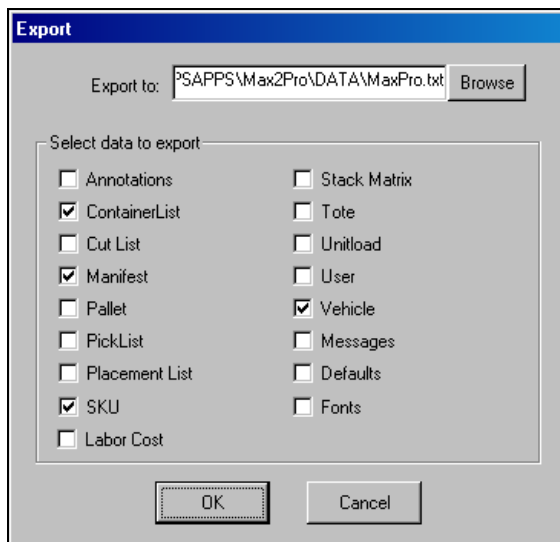 Export
Export to: PSAPPS\Max2Pro\DATA\MaxPro.txt Browse
Select data to export
Annotations
ContainerList
Cut List
Manifest
Pallet
PickList
Placement List
SKU
Labor Cost
Stack Matrix
Tote
Unitload
User
Vehicle
Messages
Defaults
Fonts
OK Cancel